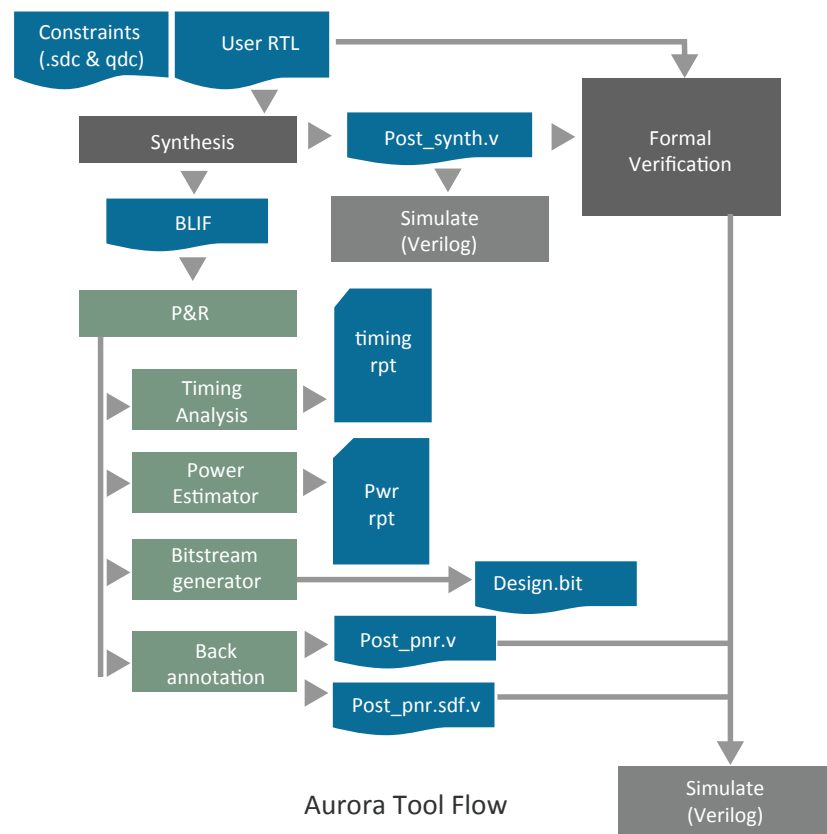 Constraints
(.sdc & qdc)
User RTL
Synthesis
Post_synth.v
Formal
Verification
BLIF
Simulate
(Verilog)
P&R
timing
rpt
Timing
Analysis
Power
Estimator
Pwr
rpt
Bitstream
generator
Design.bit
Back
annotation
Post_pnr.v
Post_pnr.sdf.v
Simulate
(Verilog)
Aurora Tool Flow